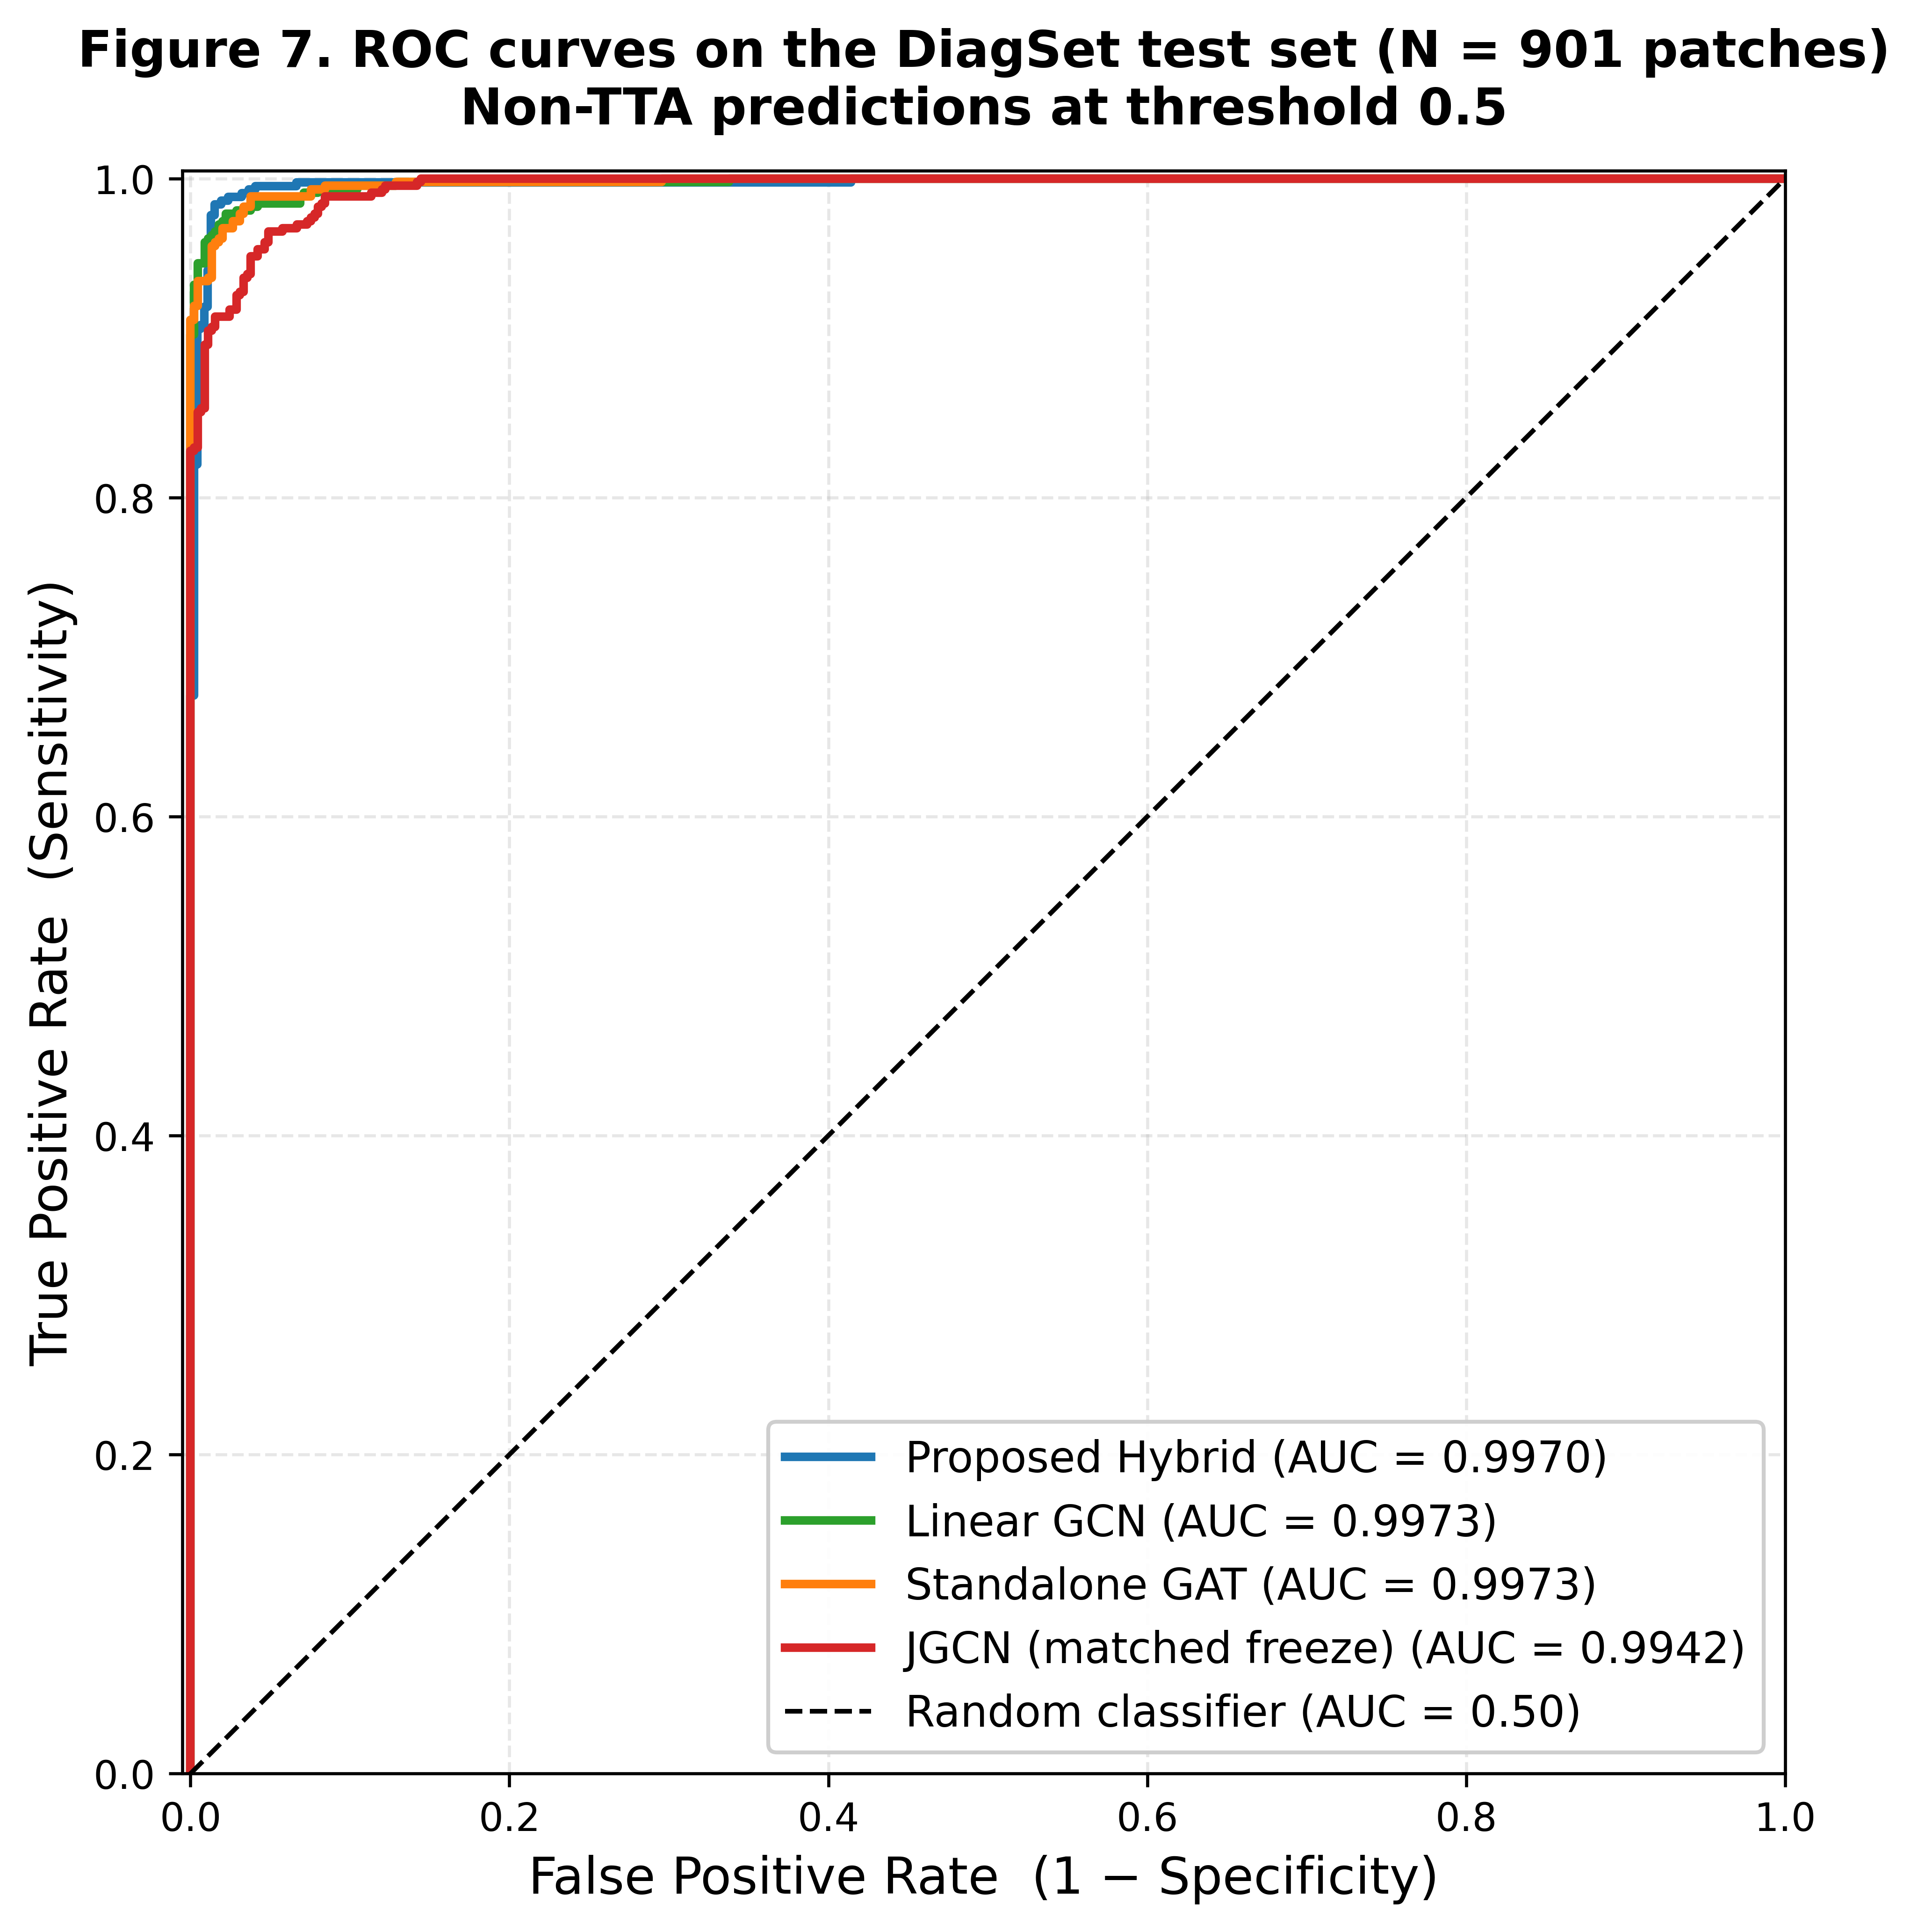 Figure 7. ROC curves on the DiagSet test set (N = 901 patches)
Non-TTA predictions at threshold 0.5
True Positive Rate  (Sensitivity)
1.0
0.8
0.6
0.4
0.2
0.0
Proposed Hybrid (AUC = 0.9970)
Linear GCN (AUC = 0.9973)
Standalone GAT (AUC = 0.9973)
JGCN (matched freeze) (AUC = 0.9942)
Random classifier (AUC = 0.50)
0.0 0.2 0.4 0.6 0.8 1.0
False Positive Rate  (1 − Specificity)